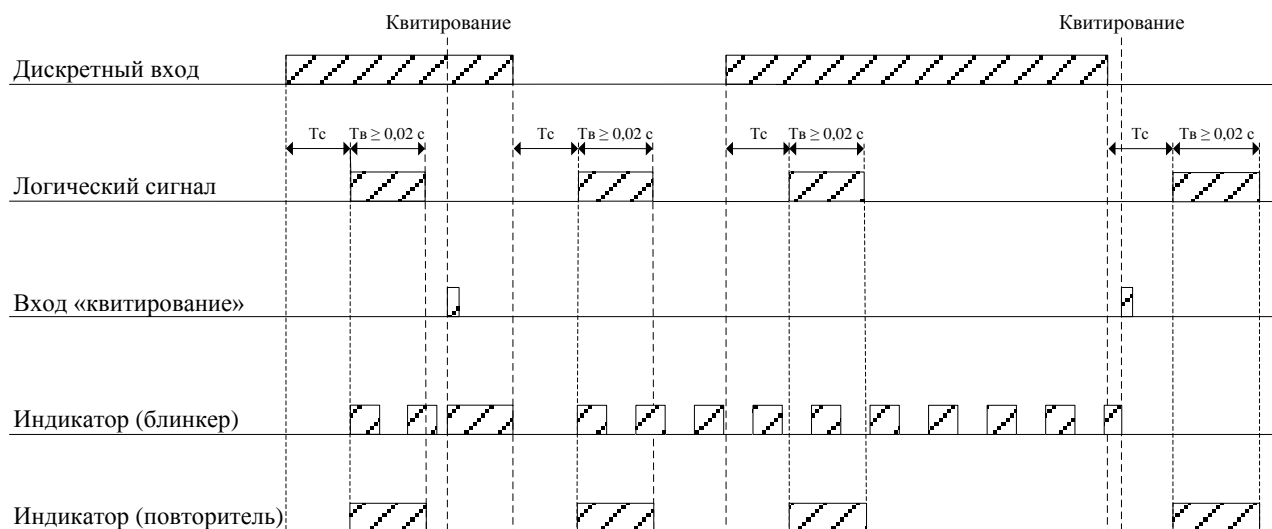 Квитирование
Квитирование
Дискретный вход
Тс
Тв ≥ 0,02 с
Тс
Тв ≥ 0,02 с
Тс
Тв ≥ 0,02 с
Тс
Тв ≥ 0,02 с
Логический сигнал
Вход «квитирование»
Индикатор (блинкер)
Индикатор (повторитель)